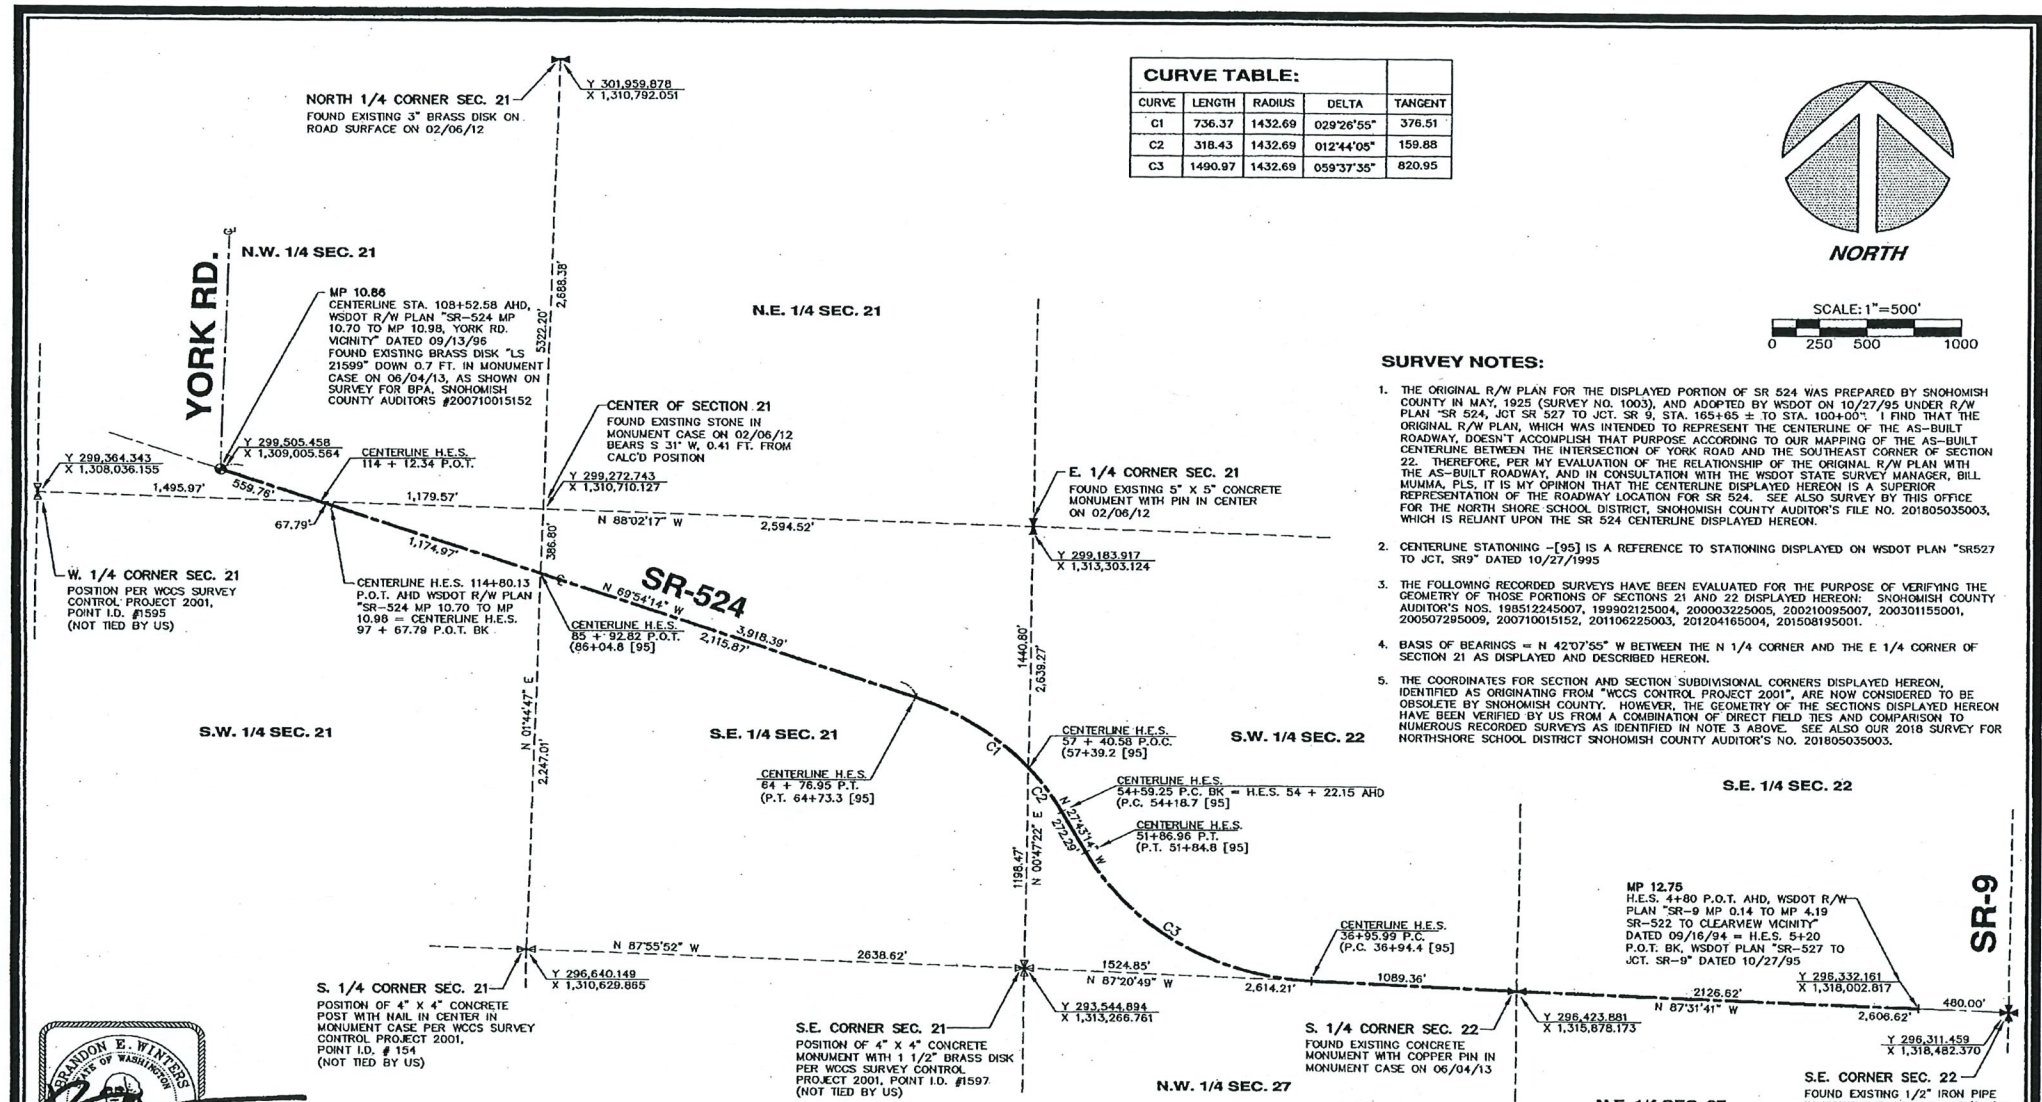 NORTH 1/4 CORNER SEC. 21
FOUND EXISTING 3" BRASS DISK ON
ROAD SURFACE ON 02/06/12
Y 301,959.878
X 1,310,792.051
CURVE TABLE:
CURVE LENGTH RADIUS DELTA TANGENT
C1 736.37 1432.69 029°26'55" 376.51
C2 318.43 1432.69 012°44'05" 159.88
C3 1490.97 1432.69 059°37'35" 820.95
NORTH
SCALE: 1"=500'
0 250 500 1000
YORK RD.
N.W. 1/4 SEC. 21
MP 10.86
CENTERLINE STA. 108+52.58 AHD,
WSDOT R/W PLAN "SR-524 MP
10.70 TO MP 10.98, YORK RD.
VICINITY" DATED 09/13/96
FOUND EXISTING BRASS DISK "LS
21599" DOWN 0.7 FT. IN MONUMENT
CASE ON 06/04/13, AS SHOWN ON
SURVEY FOR BPA, SNOHOMISH
COUNTY AUDITORS #200710015152
5322.20'
2,688.38'
N.E. 1/4 SEC. 21
CENTER OF SECTION 21
FOUND EXISTING STONE IN
MONUMENT CASE ON 02/06/12
BEARS S 31° W, 0.41 FT. FROM
CALC'D POSITION
Y 299,272.743
X 1,310,710.127
Y 299,505.458
X 1,309,005.564
CENTERLINE H.E.S.
114 + 12.34 P.O.T.
Y 299,364.343
X 1,308,036.155
1,495.97'
559.76'
1,179.57'
67.79'
1,174.97'
N 88°02'17" W
2,594.52'
386.80'
E. 1/4 CORNER SEC. 21
FOUND EXISTING 5" X 5" CONCRETE
MONUMENT WITH PIN IN CENTER
ON 02/06/12
Y 299,183.917
X 1,313,303.124
W. 1/4 CORNER SEC. 21
POSITION PER WCCS SURVEY
CONTROL PROJECT 2001,
POINT I.D. #1595
(NOT TIED BY US)
CENTERLINE H.E.S. 114+80.13
P.O.T. AHD WSDOT R/W PLAN
"SR-524 MP 10.70 TO MP
10.98 = CENTERLINE H.E.S.
97 + 67.79 P.O.T. BK
SR-524
N 69°54'14" W
3,918.39'
2,115.87'
CENTERLINE H.E.S.
85 + 92.82 P.O.T.
(86+04.8 [95]
1440.80'
2,639.27'
SURVEY NOTES:
1. THE ORIGINAL R/W PLAN FOR THE DISPLAYED PORTION OF SR 524 WAS PREPARED BY SNOHOMISH
COUNTY IN MAY, 1925 (SURVEY NO. 1003), AND ADOPTED BY WSDOT ON 10/27/95 UNDER R/W
PLAN "SR 524, JCT SR 527 TO JCT. SR 9, STA. 165+65 ± TO STA. 100+00". I FIND THAT THE
ORIGINAL R/W PLAN, WHICH WAS INTENDED TO REPRESENT THE CENTERLINE OF THE AS-BUILT
ROADWAY, DOESN'T ACCOMPLISH THAT PURPOSE ACCORDING TO OUR MAPPING OF THE AS-BUILT
CENTERLINE BETWEEN THE INTERSECTION OF YORK ROAD AND THE SOUTHEAST CORNER OF SECTION
22. THEREFORE, PER MY EVALUATION OF THE RELATIONSHIP OF THE ORIGINAL R/W PLAN WITH
THE AS-BUILT ROADWAY, AND IN CONSULTATION WITH THE WSDOT STATE SURVEY MANAGER, BILL
MUMMA, PLS, IT IS MY OPINION THAT THE CENTERLINE DISPLAYED HEREON IS A SUPERIOR
REPRESENTATION OF THE ROADWAY LOCATION FOR SR 524. SEE ALSO SURVEY BY THIS OFFICE
FOR THE NORTH SHORE SCHOOL DISTRICT, SNOHOMISH COUNTY AUDITOR'S FILE NO. 201805035003,
WHICH IS RELIANT UPON THE SR 524 CENTERLINE DISPLAYED HEREON.
2. CENTERLINE STATIONING -[95] IS A REFERENCE TO STATIONING DISPLAYED ON WSDOT PLAN "SR527
TO JCT, SR9" DATED 10/27/1995
3. THE FOLLOWING RECORDED SURVEYS HAVE BEEN EVALUATED FOR THE PURPOSE OF VERIFYING THE
GEOMETRY OF THOSE PORTIONS OF SECTIONS 21 AND 22 DISPLAYED HEREON: SNOHOMISH COUNTY
AUDITOR'S NOS. 198512245007, 199902125004, 200003225005, 200210095007, 200301155001,
200507295009, 200710015152, 201106225003, 201204165004, 201508195001.
4. BASIS OF BEARINGS = N 42°07'55" W BETWEEN THE N 1/4 CORNER AND THE E 1/4 CORNER OF
SECTION 21 AS DISPLAYED AND DESCRIBED HEREON.
5. THE COORDINATES FOR SECTION AND SECTION SUBDIVISIONAL CORNERS DISPLAYED HEREON,
IDENTIFIED AS ORIGINATING FROM "WCCS CONTROL PROJECT 2001", ARE NOW CONSIDERED TO BE
OBSOLETE BY SNOHOMISH COUNTY. HOWEVER, THE GEOMETRY OF THE SECTIONS DISPLAYED HEREON
HAVE BEEN VERIFIED BY US FROM A COMBINATION OF DIRECT FIELD TIES AND COMPARISON TO
NUMEROUS RECORDED SURVEYS AS IDENTIFIED IN NOTE 3 ABOVE. SEE ALSO OUR 2018 SURVEY FOR
NORTHSHORE SCHOOL DISTRICT SNOHOMISH COUNTY AUDITOR'S NO. 201805035003.
S.W. 1/4 SEC. 21
N 01°44'47" E
2,247.01'
S.E. 1/4 SEC. 21
C1
CENTERLINE H.E.S.
57 + 40.58 P.O.C.
(57+39.2 [95]
S.W. 1/4 SEC. 22
CENTERLINE H.E.S.
64 + 76.95 P.T.
(P.T. 64+73.3 [95]
C2
CENTERLINE H.E.S.
54+59.25 P.C. BK = H.E.S. 54 + 22.15 AHD
(P.C. 54+18.7 [95]
N 27°43'14" W
272.29'
CENTERLINE H.E.S.
51+86.96 P.T.
(P.T. 51+84.8 [95]
1198.47'
N 00°47'22" E
S.E. 1/4 SEC. 22
MP 12.75
H.E.S. 4+80 P.O.T. AHD, WSDOT R/W
PLAN "SR-9 MP 0.14 TO MP 4.19
SR-522 TO CLEARVIEW VICINITY"
DATED 09/16/94 = H.E.S. 5+20
P.O.T. BK, WSDOT PLAN "SR-527 TO
JCT. SR-9" DATED 10/27/95
SR-9
C3
CENTERLINE H.E.S.
36+95.99 P.C.
(P.C. 36+94.4 [95]
N 87°55'52" W
2638.62'
1524.85'
N 87°20'49" W
2,614.21'
1089.36'
Y 296,332.161
X 1,318,002.817
2126.62'
N 87°31'41" W
2,606.62'
480.00'
S. 1/4 CORNER SEC. 21
POSITION OF 4" X 4" CONCRETE
POST WITH NAIL IN CENTER IN
MONUMENT CASE PER WCCS SURVEY
CONTROL PROJECT 2001,
POINT I.D. # 154
(NOT TIED BY US)
Y 296,640.149
X 1,310,629.865
S.E. CORNER SEC. 21
POSITION OF 4" X 4" CONCRETE
MONUMENT WITH 1 1/2" BRASS DISK
PER WCCS SURVEY CONTROL
PROJECT 2001, POINT I.D. #1597
(NOT TIED BY US)
Y 293,544.894
X 1,313,266.761
S. 1/4 CORNER SEC. 22
FOUND EXISTING CONCRETE
MONUMENT WITH COPPER PIN IN
MONUMENT CASE ON 06/04/13
Y 296,423.881
X 1,315,878.173
Y 296,311.459
X 1,318,482.370
S.E. CORNER SEC. 22
FOUND EXISTING 1/2" IRON PIPE
N.W. 1/4 SEC. 27
BRANDON E. WINTERS
OF WASHINGTON